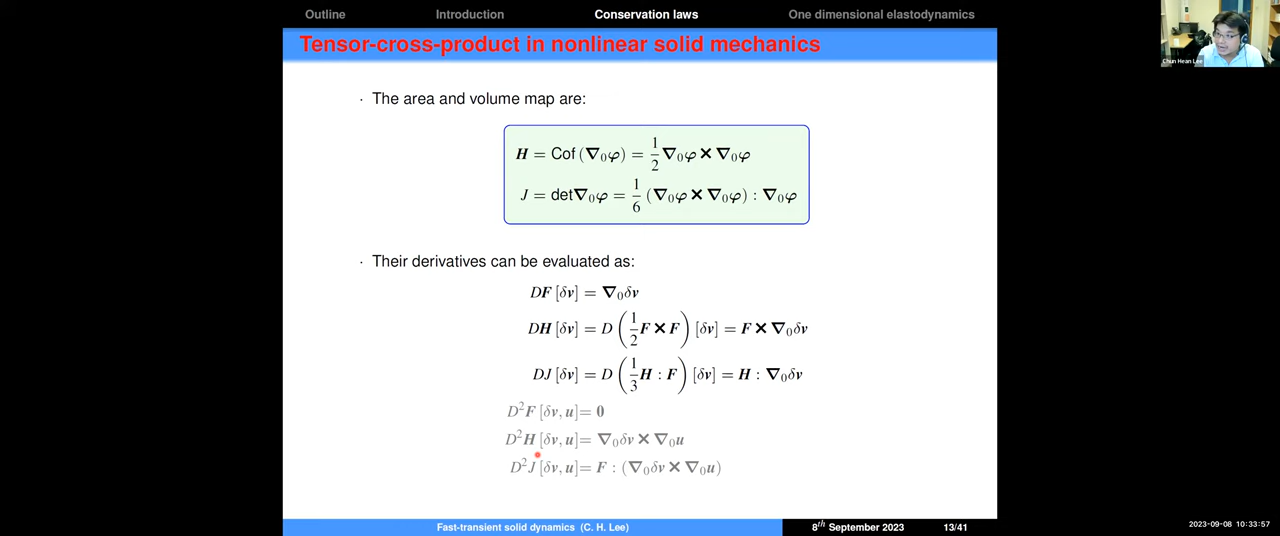 Outline Introduction Conservation laws One dimensional elastodynamics
Tensor-cross-product in nonlinear solid mechanics
Chun Hean Lee
· The area and volume map are:
H = Cof (∇₀φ) = 1/2 ∇₀φ ⨯ ∇₀φ
J = det∇₀φ = 1/6 (∇₀φ ⨯ ∇₀φ) : ∇₀φ
· Their derivatives can be evaluated as:
DF [δv] = ∇₀δv
DH [δv] = D (1/2 F ⨯ F) [δv] = F ⨯ ∇₀δv
DJ [δv] = D (1/3 H : F) [δv] = H : ∇₀δv
D²F [δv, u] = 0
D²H [δv, u] = ∇₀δv ⨯ ∇₀u
D²J [δv, u] = F : (∇₀δv ⨯ ∇₀u)
Fast-transient solid dynamics (C. H. Lee) 8th September 2023 13/41
2023-09-08 10:33:57